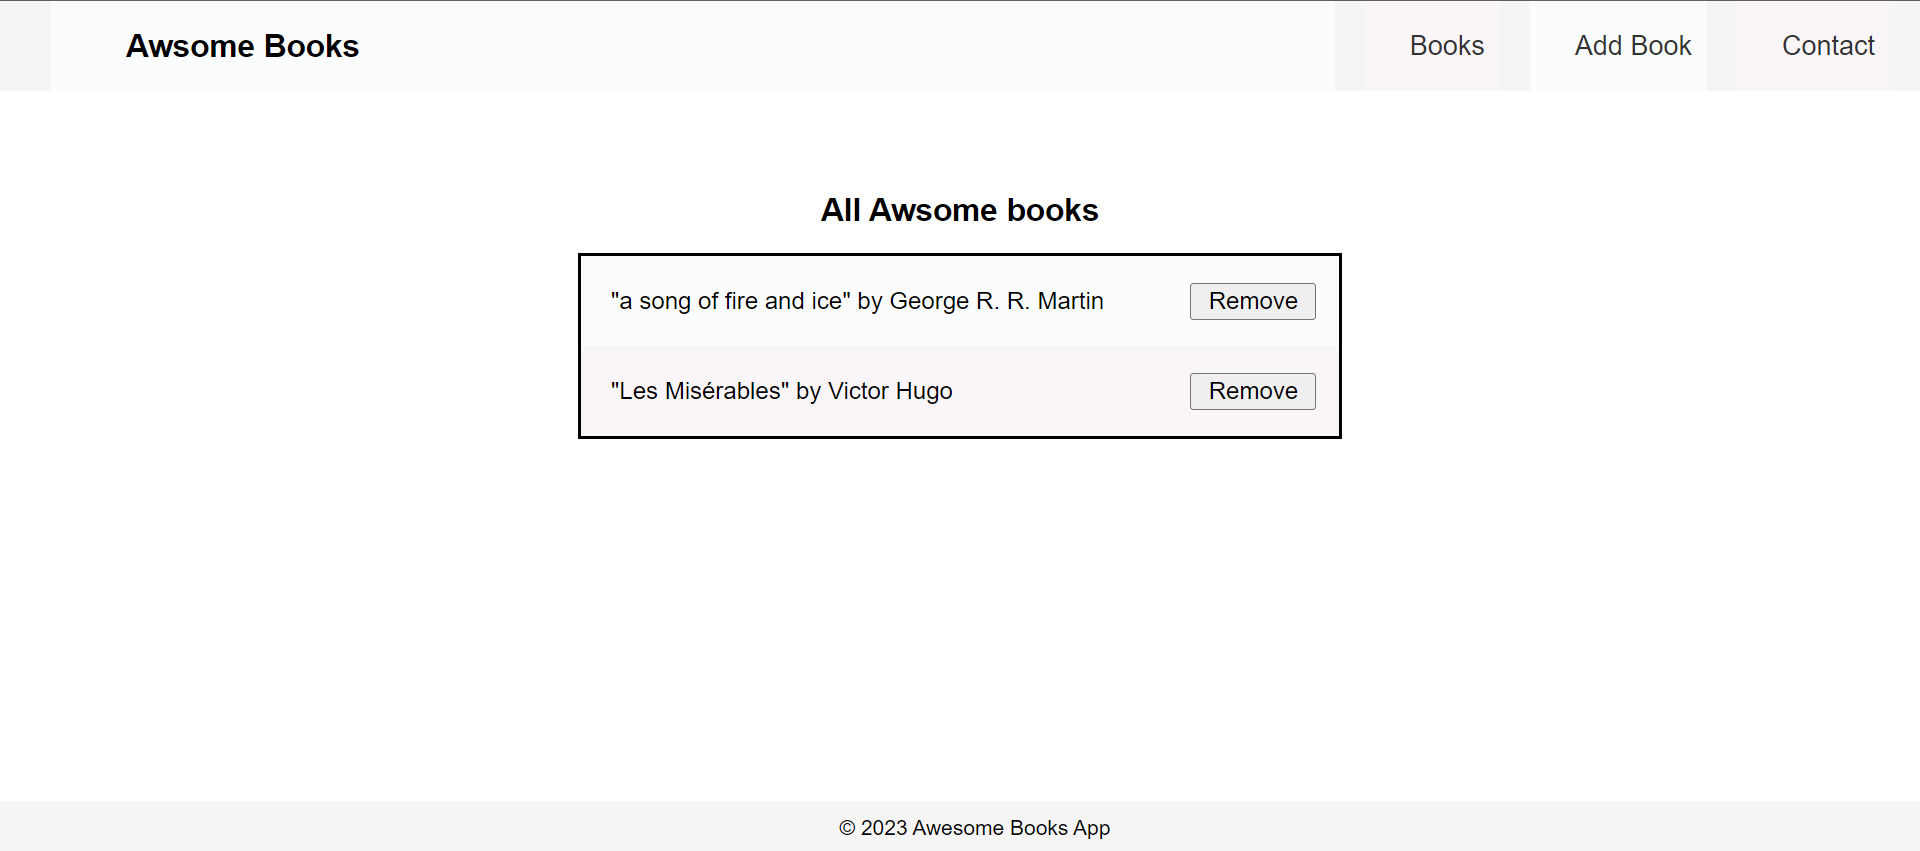 Awsome Books
Books
Add Book
Contact
All Awsome books
"a song of fire and ice" by George R. R. Martin
Remove
"Les Misérables" by Victor Hugo
Remove
© 2023 Awesome Books App